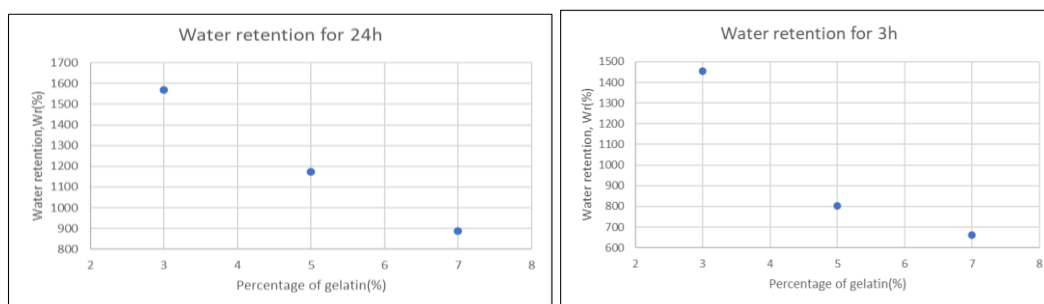 Water retention for 24h
Water retention,Wr(%)
1700
1600
1500
1400
1300
1200
1100
1000
900
800
2 3 4 5 6 7 8
Percentage of gelatin(%)
Water retention for 3h
Water retention, Wr(%)
1500
1400
1300
1200
1100
1000
900
800
700
600
2 3 4 5 6 7 8
Percentage of gelatin(%)